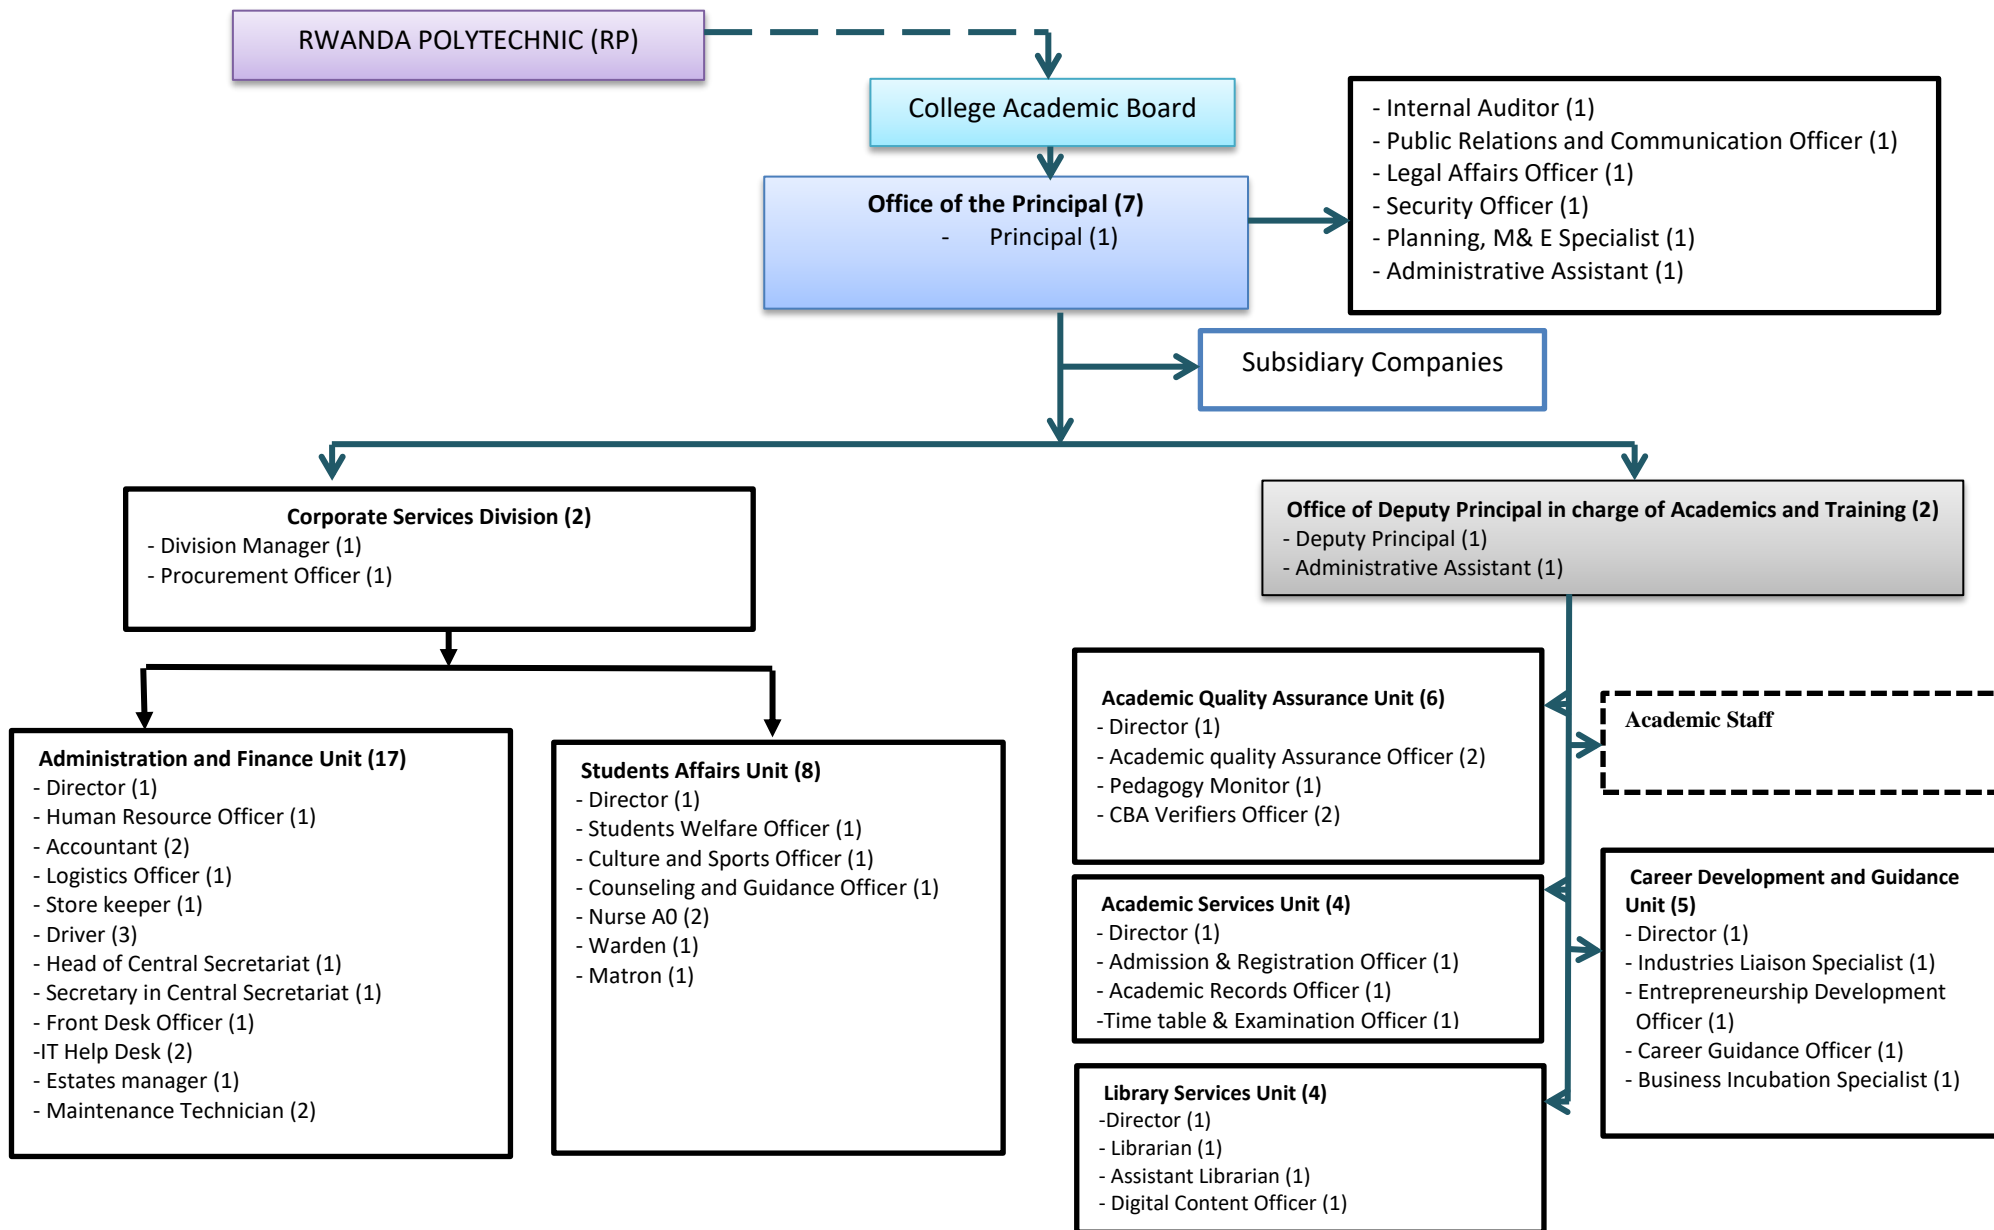 RWANDA POLYTECHNIC (RP)
College Academic Board
- Internal Auditor (1)
- Public Relations and Communication Officer (1)
- Legal Affairs Officer (1)
- Security Officer (1)
- Planning, M& E Specialist (1)
- Administrative Assistant (1)
Office of the Principal (7)
- Principal (1)
Subsidiary Companies
Corporate Services Division (2)
- Division Manager (1)
- Procurement Officer (1)
Office of Deputy Principal in charge of Academics and Training (2)
- Deputy Principal (1)
- Administrative Assistant (1)
Administration and Finance Unit (17)
- Director (1)
- Human Resource Officer (1)
- Accountant (2)
- Logistics Officer (1)
- Store keeper (1)
- Driver (3)
- Head of Central Secretariat (1)
- Secretary in Central Secretariat (1)
- Front Desk Officer (1)
-IT Help Desk (2)
- Estates manager (1)
- Maintenance Technician (2)
Students Affairs Unit (8)
- Director (1)
- Students Welfare Officer (1)
- Culture and Sports Officer (1)
- Counseling and Guidance Officer (1)
- Nurse A0 (2)
- Warden (1)
- Matron (1)
Academic Quality Assurance Unit (6)
- Director (1)
- Academic quality Assurance Officer (2)
- Pedagogy Monitor (1)
- CBA Verifiers Officer (2)
Academic Staff
Academic Services Unit (4)
- Director (1)
- Admission & Registration Officer (1)
- Academic Records Officer (1)
-Time table & Examination Officer (1)
Career Development and Guidance
Unit (5)
- Director (1)
- Industries Liaison Specialist (1)
- Entrepreneurship Development
Officer (1)
- Career Guidance Officer (1)
- Business Incubation Specialist (1)
Library Services Unit (4)
-Director (1)
- Librarian (1)
- Assistant Librarian (1)
- Digital Content Officer (1)